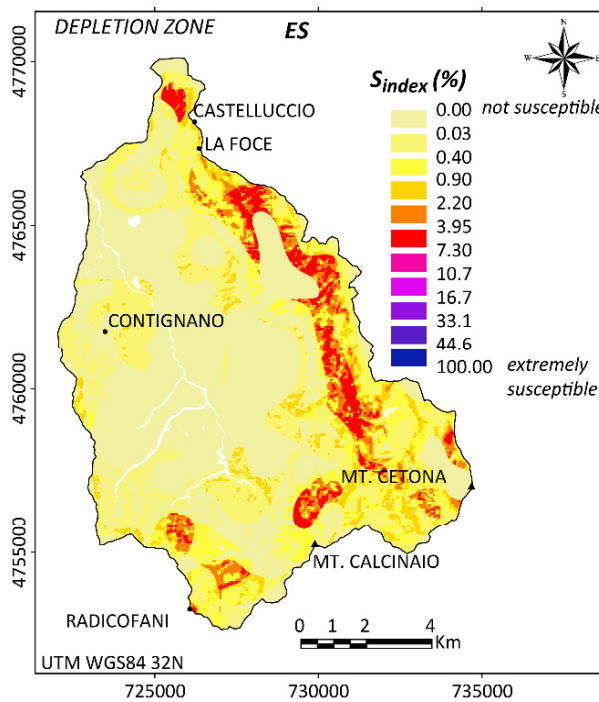 DEPLETION ZONE
ES
N
W
E
S
S_index (%)
0.00 not susceptible
0.03
0.40
0.90
2.20
3.95
7.30
10.7
16.7
33.1
44.6
100.00 extremely
susceptible
CASTELLUCCIO
LA FOCE
CONTIGNANO
MT. CETONA
MT. CALCINAIO
RADICOFANI
0 1 2 4
Km
UTM WGS84 32N
4770000
4765000
4760000
4755000
725000 730000 735000